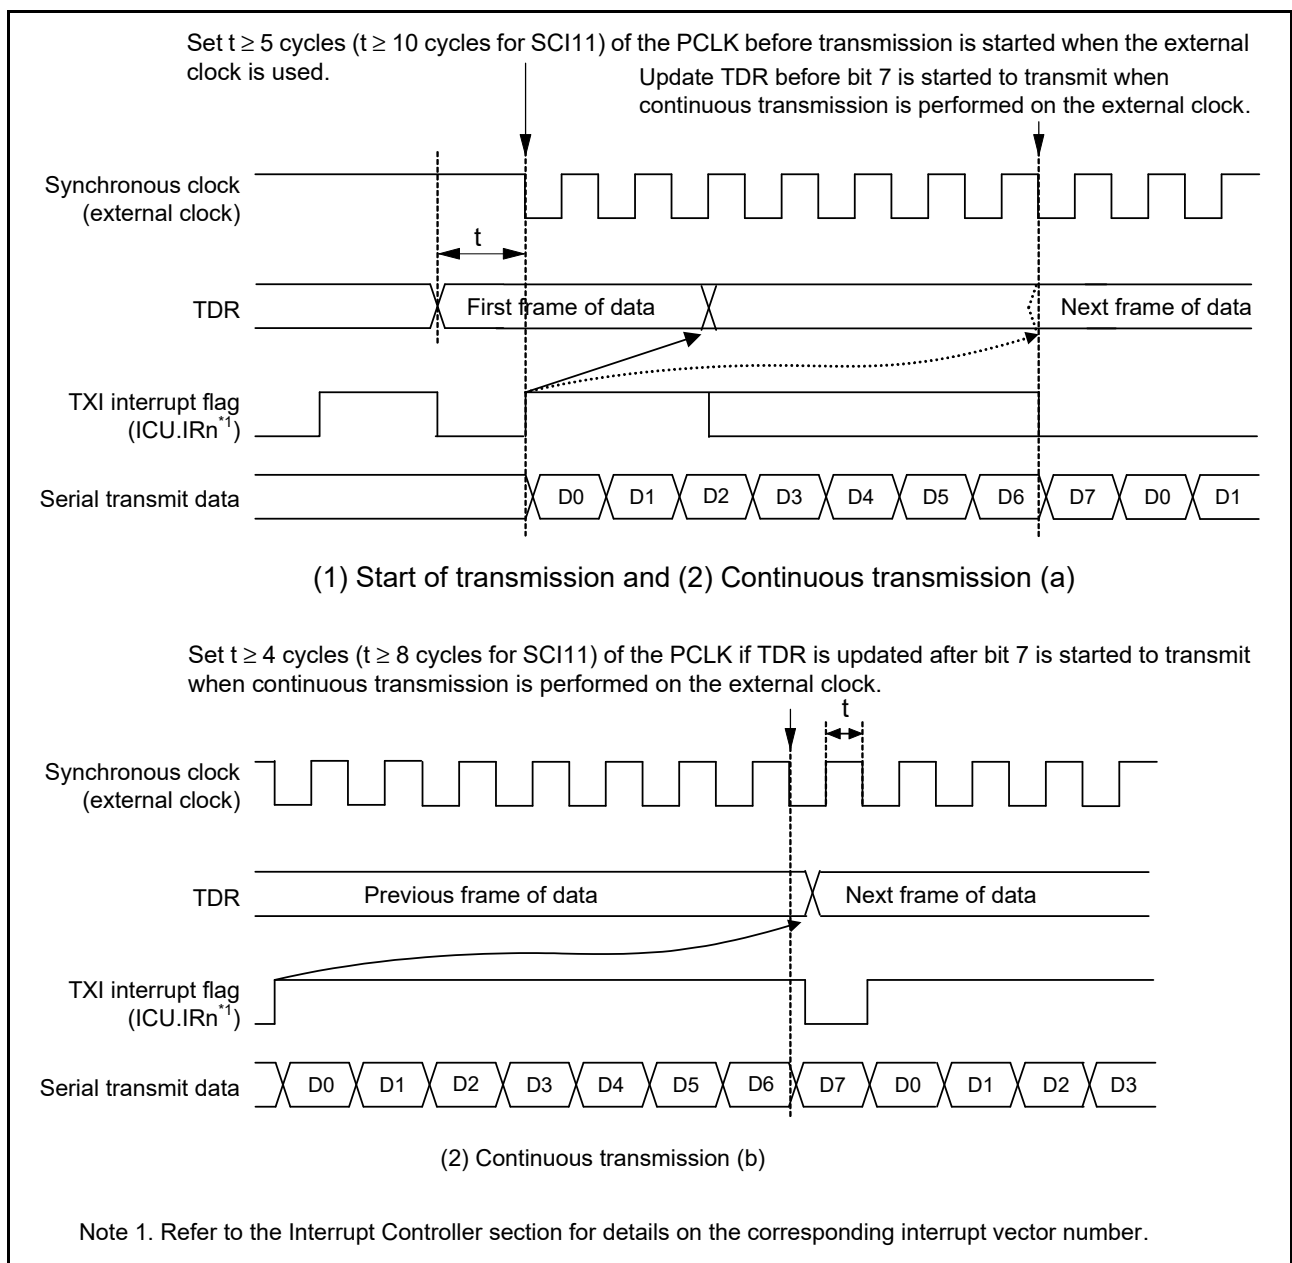 Set t ≥ 5 cycles (t ≥ 10 cycles for SCI11) of the PCLK before transmission is started when the external
clock is used.
Update TDR before bit 7 is started to transmit when
continuous transmission is performed on the external clock.
Synchronous clock
(external clock)
t
TDR
First frame of data
Next frame of data
TXI interrupt flag
(ICU.IRn*1)
Serial transmit data
D0 D1 D2 D3 D4 D5 D6 D7 D0 D1
(1) Start of transmission and (2) Continuous transmission (a)
Set t ≥ 4 cycles (t ≥ 8 cycles for SCI11) of the PCLK if TDR is updated after bit 7 is started to transmit
when continuous transmission is performed on the external clock.
t
Synchronous clock
(external clock)
TDR
Previous frame of data
Next frame of data
TXI interrupt flag
(ICU.IRn*1)
Serial transmit data
D0 D1 D2 D3 D4 D5 D6 D7 D0 D1 D2 D3
(2) Continuous transmission (b)
Note 1. Refer to the Interrupt Controller section for details on the corresponding interrupt vector number.